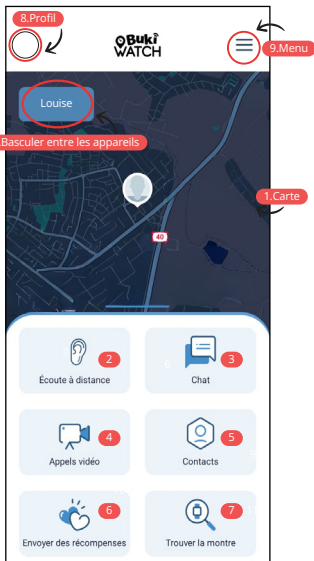 8.Profil
Buki
WATCH
9.Menu
Louise
.Basculer entre les appareils
1.Carte
40
2
3
Écoute à distance
Chat
4
5
Appels vidéo
Contacts
6
7
Envoyer des récompenses
Trouver la montre